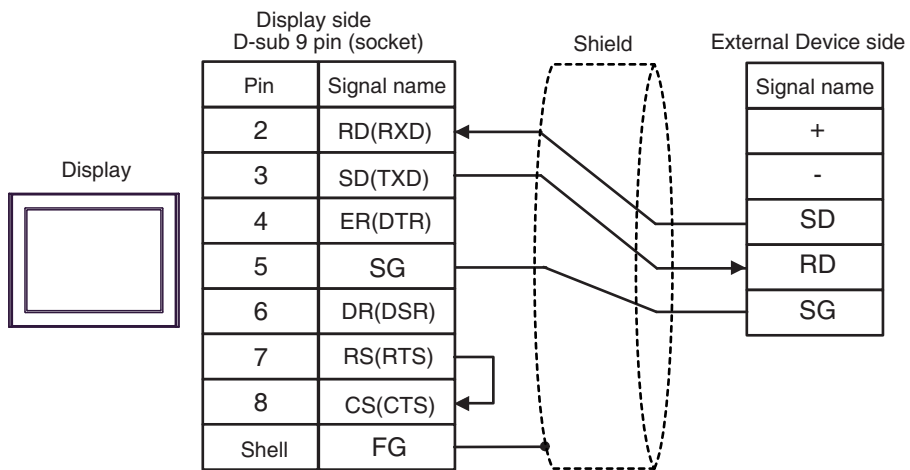 Display side
D-sub 9 pin (socket)
Shield
External Device side
Pin Signal name
Signal name
2 RD(RXD)
+
3 SD(TXD)
-
Display
4 ER(DTR)
SD
5 SG
RD
6 DR(DSR)
SG
7 RS(RTS)
8 CS(CTS)
Shell FG